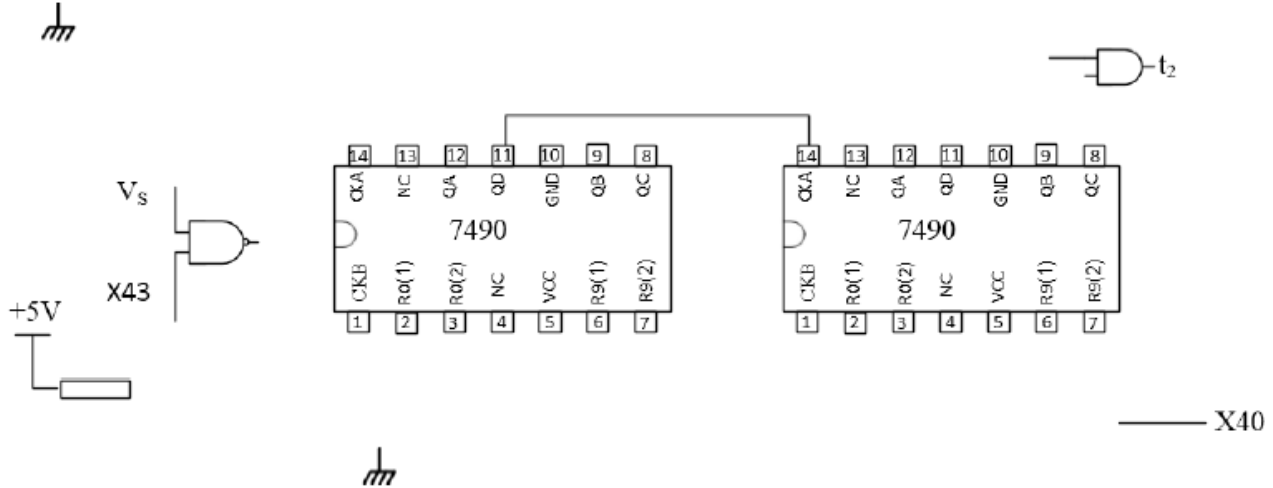 t₂
14 13 12 11 10 9 8
CKA NC QA QD GND QB QC
7490
CKB R0(1) R0(2) NC VCC R9(1) R9(2)
1 2 3 4 5 6 7
14 13 12 11 10 9 8
CKA NC QA QD GND QB QC
7490
CKB R0(1) R0(2) NC VCC R9(1) R9(2)
1 2 3 4 5 6 7
VS
X43
+5V
X40